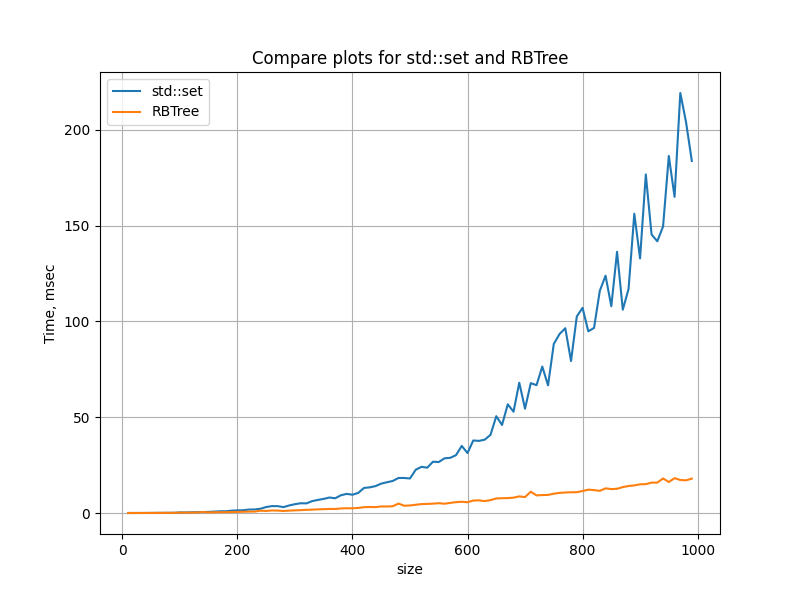 Compare plots for std::set and RBTree
std::set
RBTree
Time, msec
200
150
100
50
0
0 200 400 600 800 1000
size